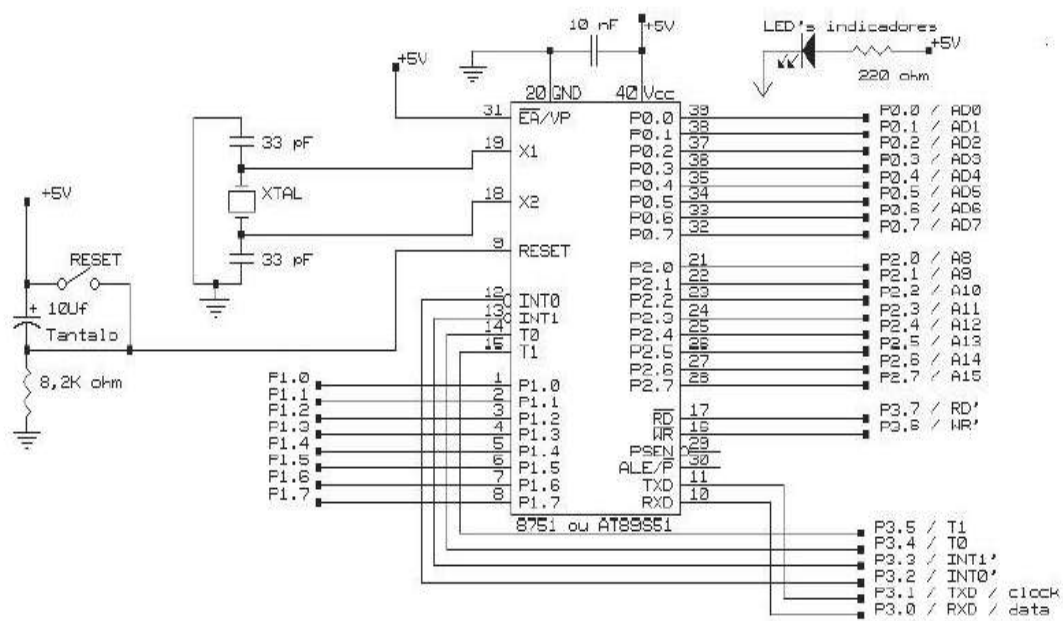 10 nF
+5V
LED's indicadores
+5V
220 ohm
+5V
20 GND
40 Vcc
31
EA/VP
33 pF
19
X1
XTAL
18
X2
33 pF
9
RESET
+5V
RESET
+
10Uf
Tantalo
8,2K ohm
12
INT0
13
INT1
14
T0
15
T1
P1.0
1
P1.0
P1.1
2
P1.1
P1.2
3
P1.2
P1.3
4
P1.3
P1.4
5
P1.4
P1.5
6
P1.5
P1.6
7
P1.6
P1.7
8
P1.7
P0.0
39
P0.0 / AD0
P0.1
38
P0.1 / AD1
P0.2
37
P0.2 / AD2
P0.3
36
P0.3 / AD3
P0.4
35
P0.4 / AD4
P0.5
34
P0.5 / AD5
P0.6
33
P0.6 / AD6
P0.7
32
P0.7 / AD7
P2.0
21
P2.0 / A8
P2.1
22
P2.1 / A9
P2.2
23
P2.2 / A10
P2.3
24
P2.3 / A11
P2.4
25
P2.4 / A12
P2.5
26
P2.5 / A13
P2.6
27
P2.6 / A14
P2.7
28
P2.7 / A15
RD
17
P3.7 / RD'
WR
16
P3.6 / WR'
PSEN
29
ALE/P
30
TXD
11
RXD
10
8751 ou AT89S51
P3.5 / T1
P3.4 / T0
P3.3 / INT1'
P3.2 / INT0'
P3.1 / TXD / clock
P3.0 / RXD / data